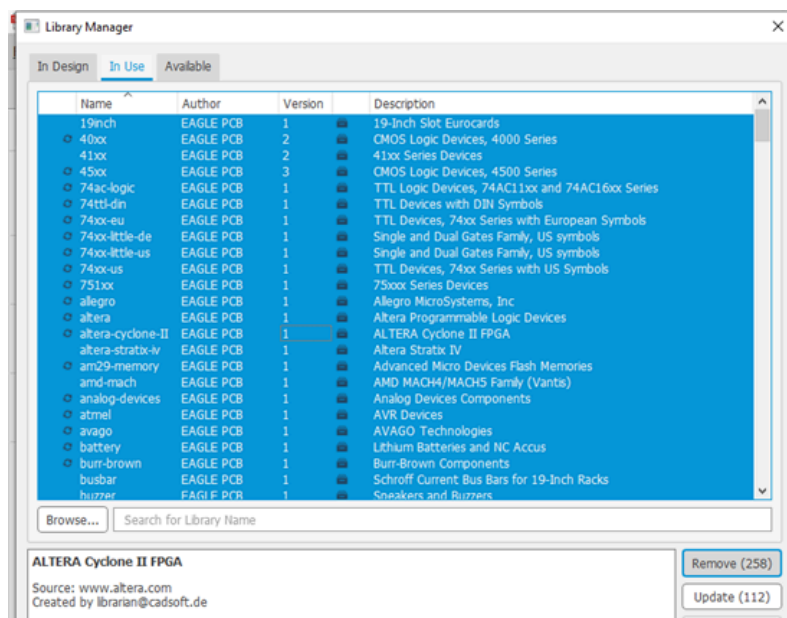 Library Manager
In Design In Use Available
Name Author Version Description
19inch EAGLE PCB 1 19-Inch Slot Eurocards
40xx EAGLE PCB 2 CMOS Logic Devices, 4000 Series
41xx EAGLE PCB 2 41xx Series Devices
45xx EAGLE PCB 3 CMOS Logic Devices, 4500 Series
74ac-logic EAGLE PCB 1 TTL Logic Devices, 74AC11xx and 74AC16xx Series
74ttl-din EAGLE PCB 1 TTL Devices with DIN Symbols
74xx-eu EAGLE PCB 1 TTL Devices, 74xx Series with European Symbols
74xx-little-de EAGLE PCB 1 Single and Dual Gates Family, US symbols
74xx-little-us EAGLE PCB 1 Single and Dual Gates Family, US symbols
74xx-us EAGLE PCB 1 TTL Devices, 74xx Series with US Symbols
751xx EAGLE PCB 1 75xxx Series Devices
allegro EAGLE PCB 1 Allegro MicroSystems, Inc
altera EAGLE PCB 1 Altera Programmable Logic Devices
altera-cyclone-II EAGLE PCB 1 ALTERA Cyclone II FPGA
altera-stratix-iv EAGLE PCB 1 Altera Stratix IV
am29-memory EAGLE PCB 1 Advanced Micro Devices Flash Memories
amd-mach EAGLE PCB 1 AMD MACH4/MACH5 Family (Vantis)
analog-devices EAGLE PCB 1 Analog Devices Components
atmel EAGLE PCB 1 AVR Devices
avago EAGLE PCB 1 AVAGO Technologies
battery EAGLE PCB 1 Lithium Batteries and NC Accus
burr-brown EAGLE PCB 1 Burr-Brown Components
busbar EAGLE PCB 1 Schroff Current Bus Bars for 19-Inch Racks
buzzer EAGLE PCB 1 Speakers and Buzzers
Browse... Search for Library Name
ALTERA Cyclone II FPGA
Remove (258)
Source: www.altera.com
Created by librarian@cadsoft.de
Update (112)